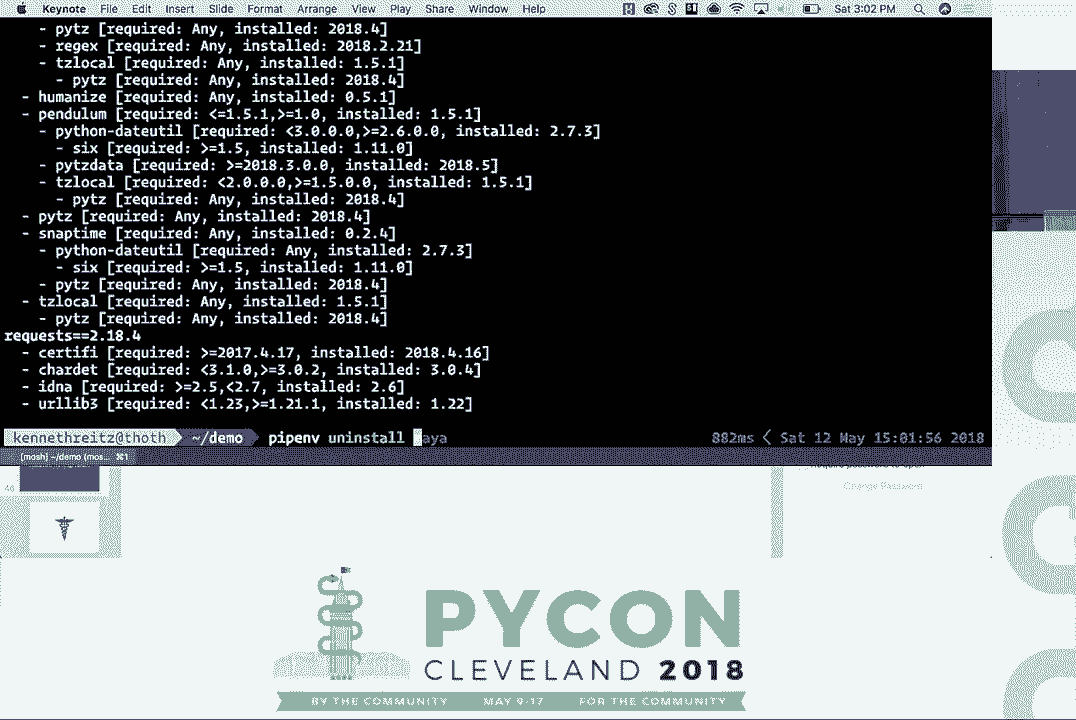 Keynote File Edit Insert Slide Format Arrange View Play Share Window Help Sat 3:02 PM
- pytz [required: Any, installed: 2018.4]
- regex [required: Any, installed: 2018.2.21]
- tzlocal [required: Any, installed: 1.5.1]
- pytz [required: Any, installed: 2018.4]
- humanize [required: Any, installed: 0.5.1]
- pendulum [required: <=1.5.1,>=1.0, installed: 1.5.1]
- python-dateutil [required: <3.0.0.0,>=2.6.0.0, installed: 2.7.3]
- six [required: >=1.5, installed: 1.11.0]
- pytzdata [required: >=2018.3.0.0, installed: 2018.5]
- tzlocal [required: <2.0.0.0,>=1.5.0.0, installed: 1.5.1]
- pytz [required: Any, installed: 2018.4]
- pytz [required: Any, installed: 2018.4]
- snaptime [required: Any, installed: 0.2.4]
- python-dateutil [required: Any, installed: 2.7.3]
- six [required: >=1.5, installed: 1.11.0]
- pytz [required: Any, installed: 2018.4]
- tzlocal [required: Any, installed: 1.5.1]
- pytz [required: Any, installed: 2018.4]
requests==2.18.4
- certifi [required: >=2017.4.17, installed: 2018.4.16]
- chardet [required: <3.1.0,>=3.0.2, installed: 3.0.4]
- idna [required: >=2.5,<2.7, installed: 2.6]
- urllib3 [required: <1.23,>=1.21.1, installed: 1.22]
kennethreitz@thoth ~/demo pipenv uninstall aya 882ms < Sat 12 May 15:01:56 2018
[mosh] ~/demo (mos... ⌘1
46
Change Password
PYCON
CLEVELAND 2018
BY THE COMMUNITY MAY 9-17 FOR THE COMMUNITY